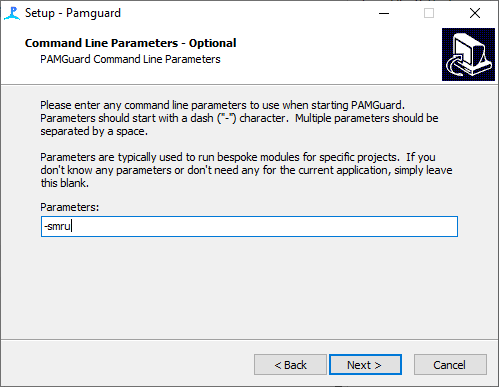 Setup - Pamguard
Command Line Parameters - Optional
PAMGuard Command Line Parameters
Please enter any command line parameters to use when starting PAMGuard.
Parameters should start with a dash ("-") character.  Multiple parameters should be
separated by a space.
Parameters are typically used to run bespoke modules for specific projects.  If you
don't know any parameters or don't need any for the current application, simply leave
this blank.
Parameters:
-smru
< Back
Next >
Cancel